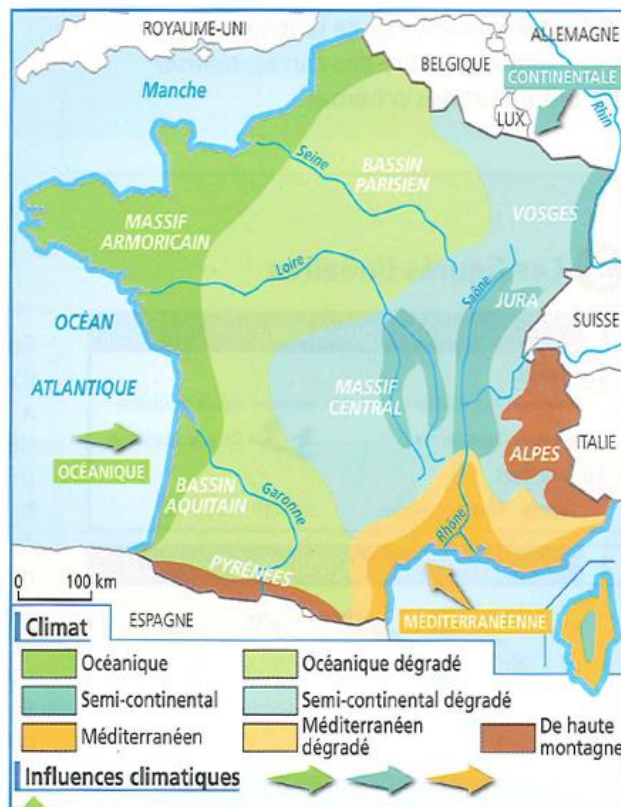 ROYAUME-UNI
ALLEMAGNE
BELGIQUE
CONTINENTALE
Manche
LUX.
Rhin
Seine
BASSIN
PARISIEN
VOSGES
MASSIF
ARMORICAIN
Loire
Saône
JURA
OCÉAN
SUISSE
ATLANTIQUE
MASSIF
CENTRAL
ITALIE
ALPES
OCÉANIQUE
BASSIN
AQUITAIN
Garonne
Rhône
0 100 km
PYRÉNÉES
ESPAGNE
MÉDITERRANÉENNE
Climat
Océanique
Océanique dégradé
Semi-continental
Semi-continental dégradé
Méditerranéen
Méditerranéen
dégradé
De haute
montagne
Influences climatiques